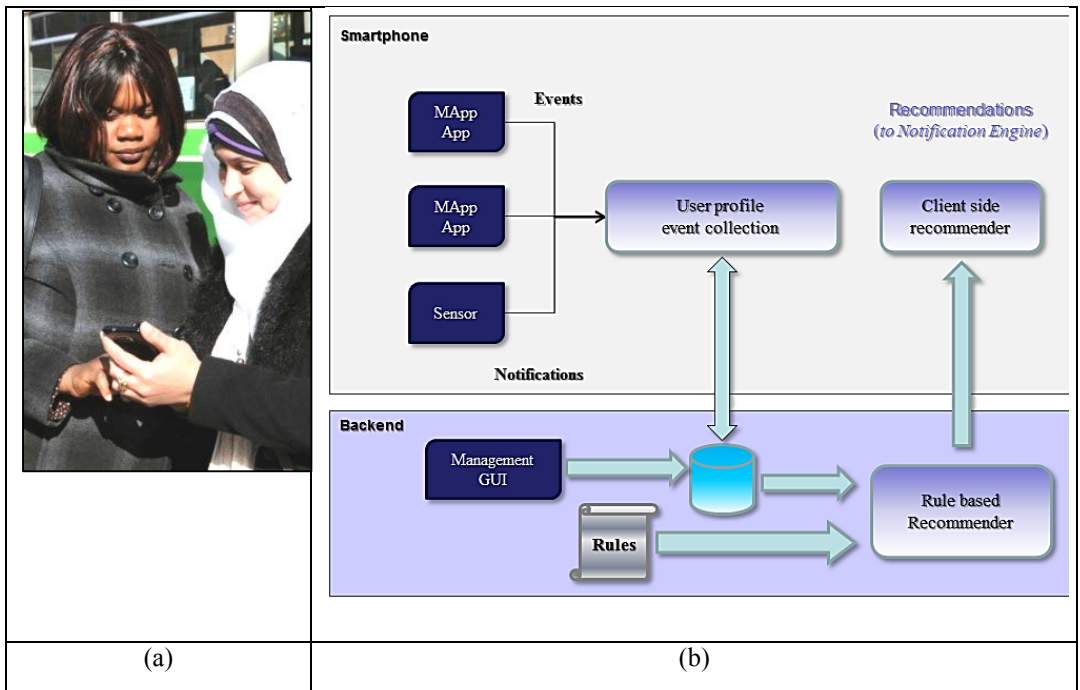 Smartphone
MApp
App
Events
Recommendations
(to Notification Engine)
MApp
App
User profile
event collection
Client side
recommender
Sensor
Notifications
Backend
Management
GUI
Rules
Rule based
Recommender
(a)
(b)